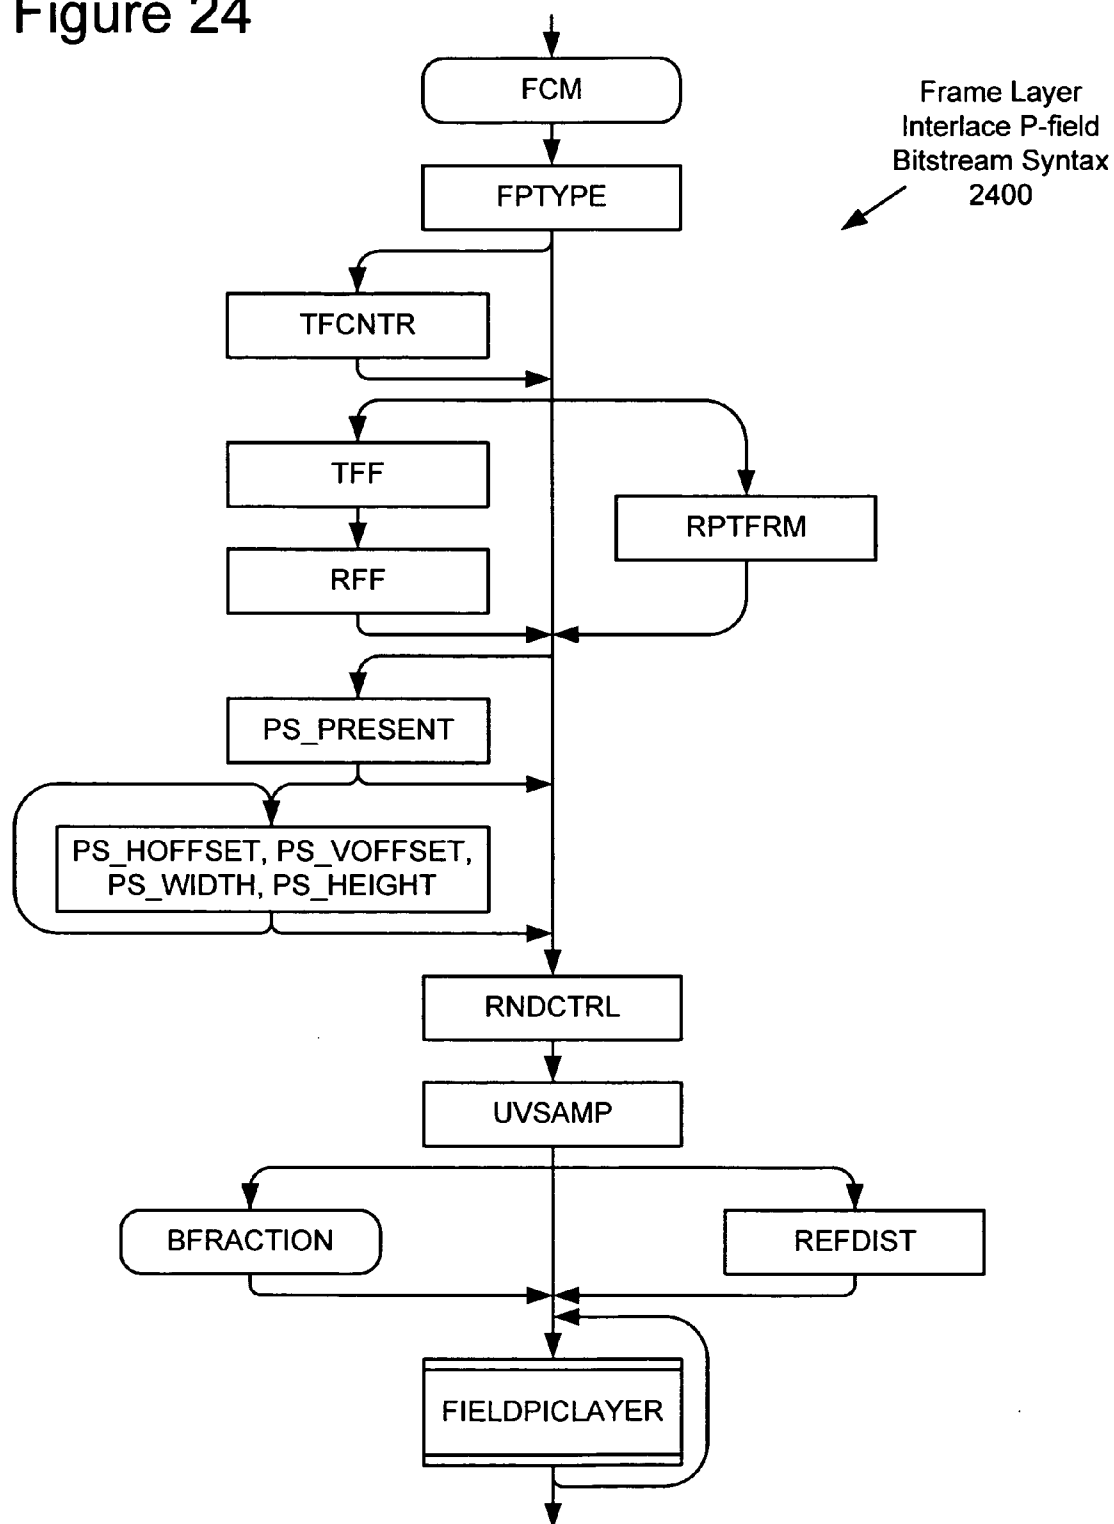 Figure 24
FCM
Frame Layer
Interlace P-field
Bitstream Syntax
2400
FPTYPE
TFCNTR
TFF
RPTFRM
RFF
PS_PRESENT
PS_HOFFSET, PS_VOFFSET,
PS_WIDTH, PS_HEIGHT
RNDCTRL
UVSAMP
BFRACTION
REFDIST
FIELDPICLAYER